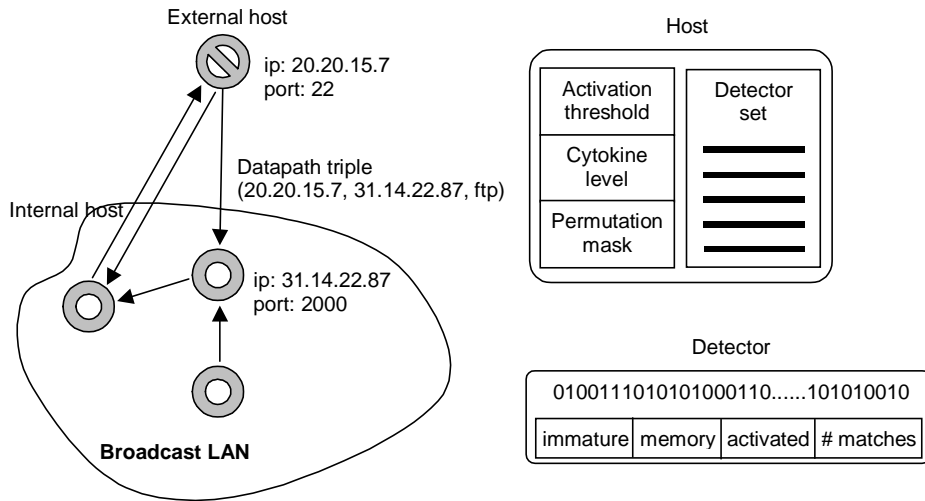 External host
ip: 20.20.15.7
port: 22
Datapath triple
(20.20.15.7, 31.14.22.87, ftp)
Internal host
ip: 31.14.22.87
port: 2000
Broadcast LAN
Host
Activation
threshold
Cytokine
level
Permutation
mask
Detector
set
Detector
0100111010101000110......101010010
immature
memory
activated
# matches